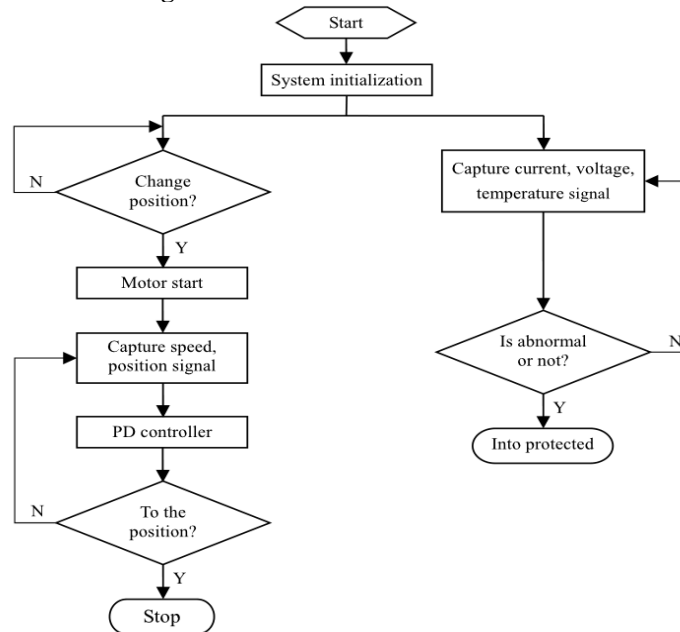 Start
System initialization
N
Change
position?
Y
Motor start
Capture speed,
position signal
PD controller
N
To the
position?
Y
Stop
Capture current, voltage,
temperature signal
Is abnormal
or not?
N
Y
Into protected